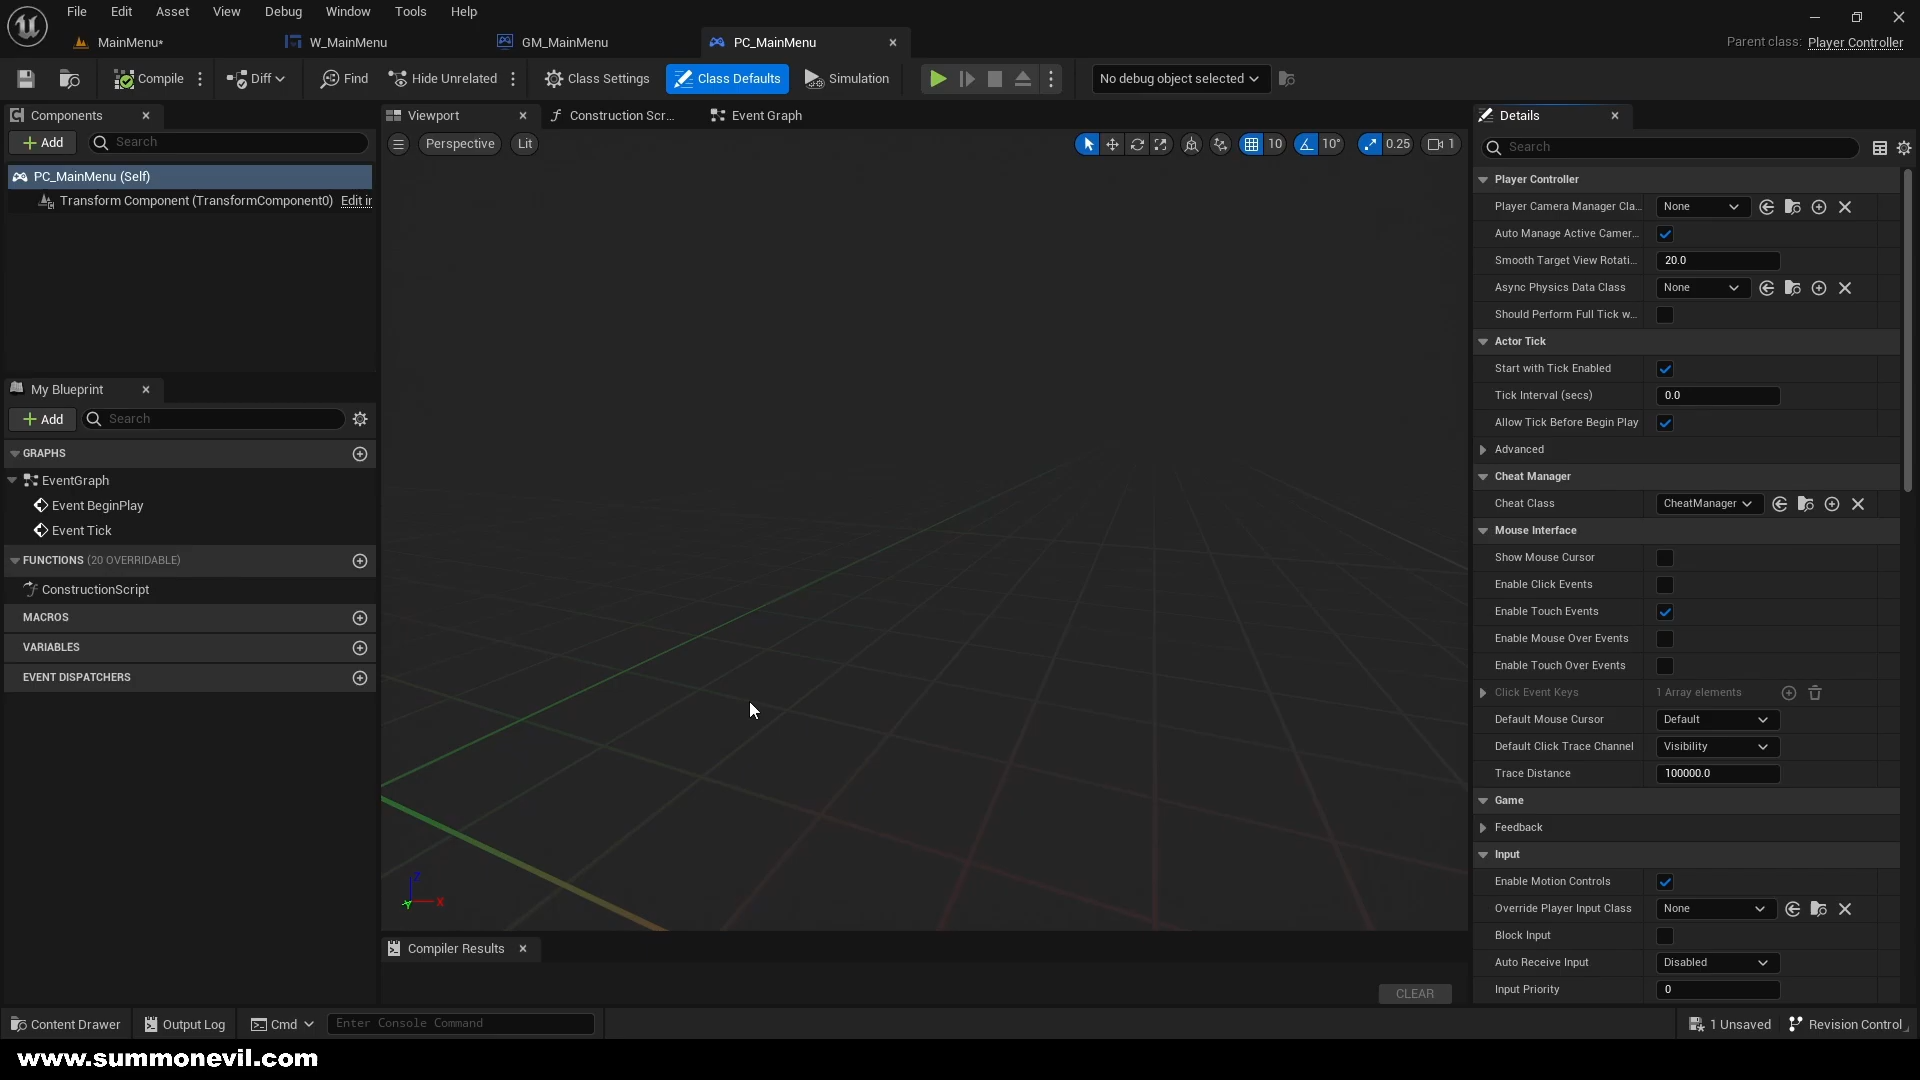 File Edit Asset View Debug Window Tools Help
MainMenu* W_MainMenu GM_MainMenu PC_MainMenu Parent class: Player Controller
Compile Diff Find Hide Unrelated Class Settings Class Defaults Simulation No debug object selected
Components
Add Search
PC_MainMenu (Self)
Transform Component (TransformComponent0) Edit in
My Blueprint
Add Search
GRAPHS
EventGraph
Event BeginPlay
Event Tick
FUNCTIONS (20 OVERRIDABLE)
ConstructionScript
MACROS
VARIABLES
EVENT DISPATCHERS
Viewport Construction Scr... Event Graph
Perspective Lit 10 10° 0.25 1
Z
Y
X
Compiler Results
CLEAR
Details
Search
Player Controller
Player Camera Manager Cla... None
Auto Manage Active Camer...
Smooth Target View Rotati... 20.0
Async Physics Data Class None
Should Perform Full Tick w...
Actor Tick
Start with Tick Enabled
Tick Interval (secs) 0.0
Allow Tick Before Begin Play
Advanced
Cheat Manager
Cheat Class CheatManager
Mouse Interface
Show Mouse Cursor
Enable Click Events
Enable Touch Events
Enable Mouse Over Events
Enable Touch Over Events
Click Event Keys 1 Array elements
Default Mouse Cursor Default
Default Click Trace Channel Visibility
Trace Distance 100000.0
Game
Feedback
Input
Enable Motion Controls
Override Player Input Class None
Block Input
Auto Receive Input Disabled
Input Priority 0
Content Drawer Output Log Cmd Enter Console Command 1 Unsaved Revision Control
www.summonevil.com